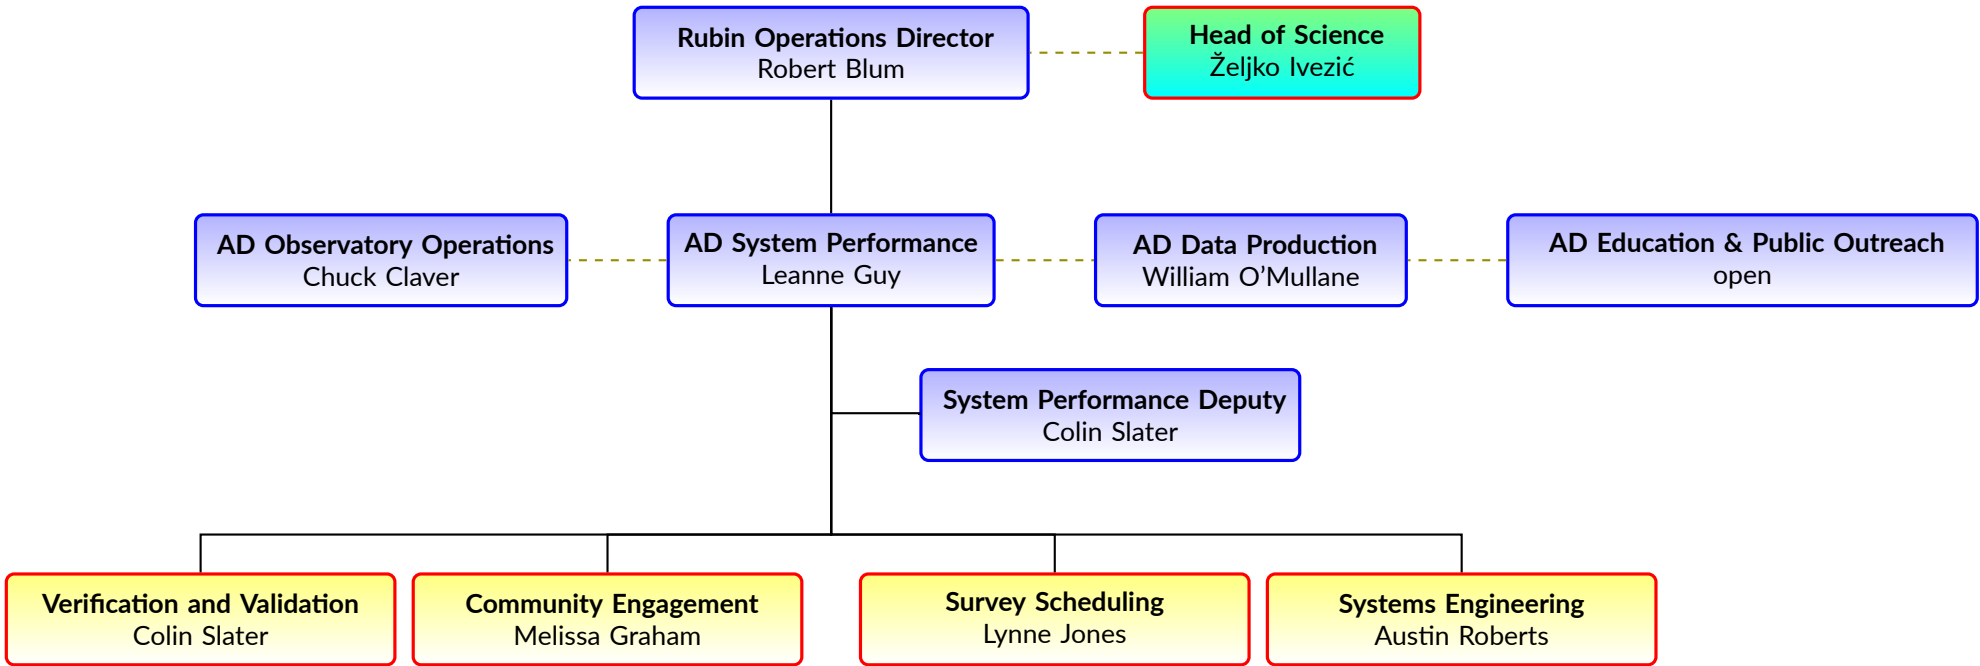 Rubin Operations Director
Robert Blum
Head of Science
Željko Ivezić
AD Observatory Operations
Chuck Claver
AD System Performance
Leanne Guy
AD Data Production
William O’Mullane
AD Education & Public Outreach
open
System Performance Deputy
Colin Slater
Verification and Validation
Colin Slater
Community Engagement
Melissa Graham
Survey Scheduling
Lynne Jones
Systems Engineering
Austin Roberts